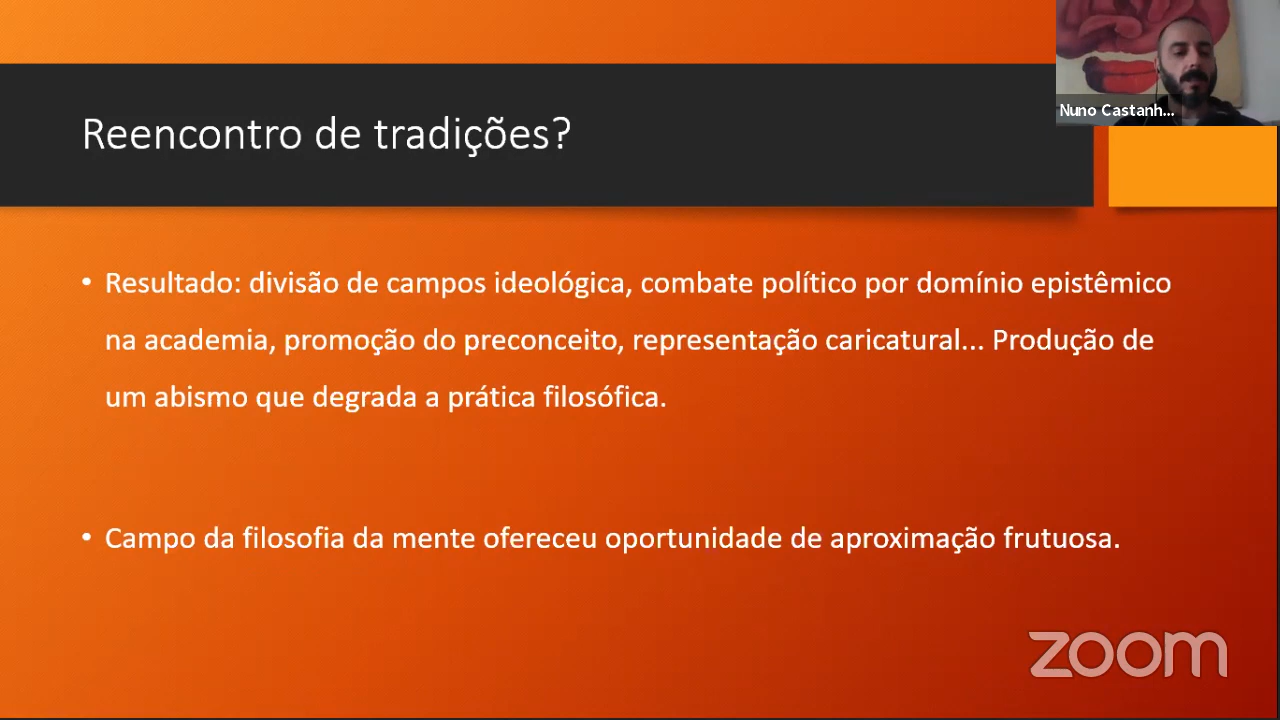 Nuno Castanh...
Reencontro de tradições?
• Resultado: divisão de campos ideológica, combate político por domínio epistêmico
na academia, promoção do preconceito, representação caricatural... Produção de
um abismo que degrada a prática filosófica.
• Campo da filosofia da mente ofereceu oportunidade de aproximação frutuosa.
zoom